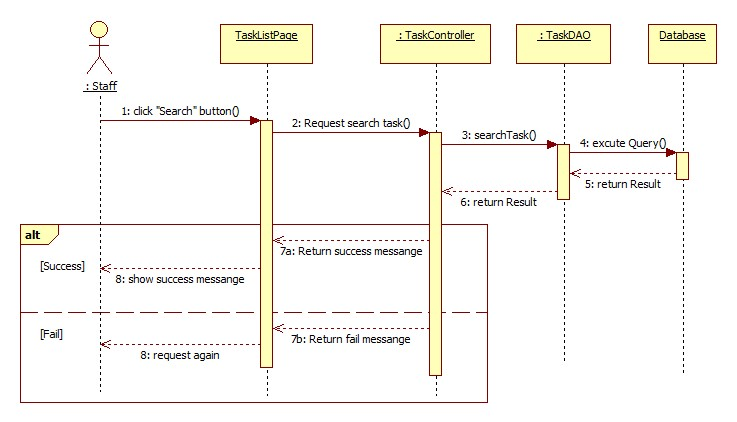 TaskListPage
: TaskController
: TaskDAO
Database
: Staff
1: click "Search" button()
2: Request search task()
3: searchTask()
4: excute Query()
5: return Result
6: return Result
alt
7a: Return success messange
[Success]
8: show success messange
[Fail]
7b: Return fail messange
8: request again